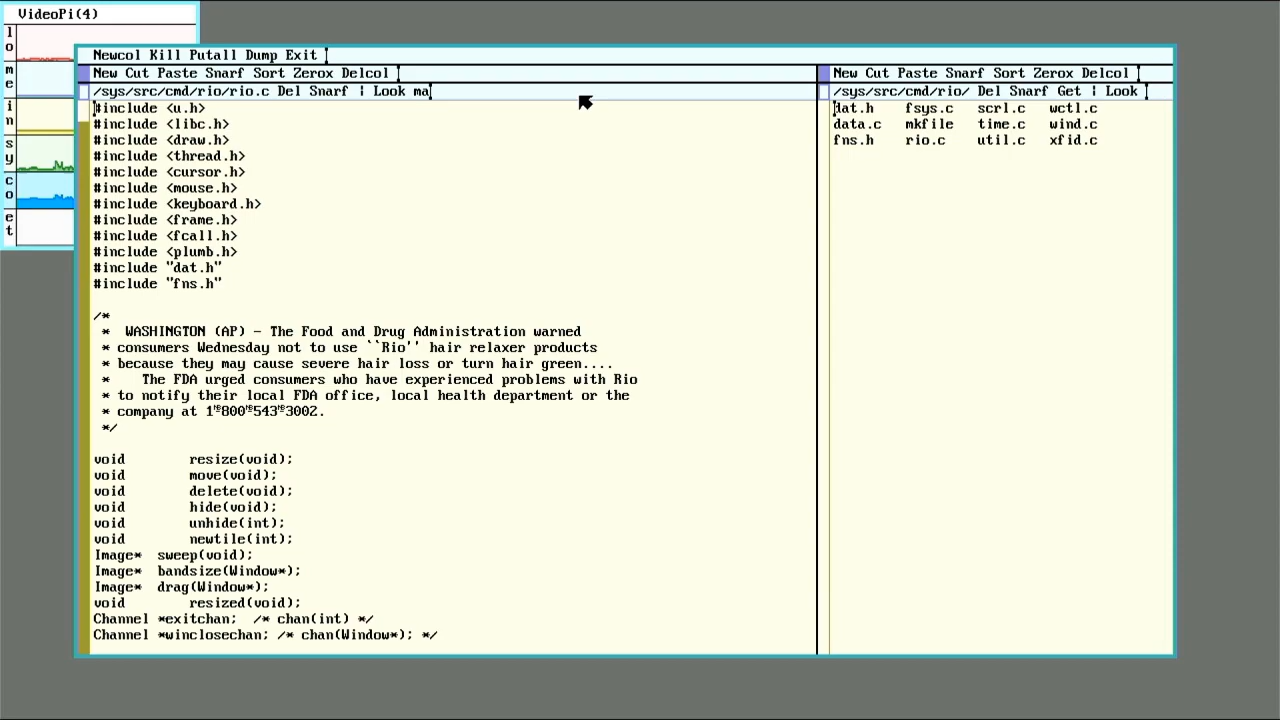 VideoPi(4)
lo
me
in
sy
co
et
Newcol Kill Putall Dump Exit
New Cut Paste Snarf Sort Zerox Delcol
/sys/src/cmd/rio/rio.c Del Snarf | Look ma
#include <u.h>
#include <libc.h>
#include <draw.h>
#include <thread.h>
#include <cursor.h>
#include <mouse.h>
#include <keyboard.h>
#include <frame.h>
#include <fcall.h>
#include <plumb.h>
#include "dat.h"
#include "fns.h"
/*
 *  WASHINGTON (AP) - The Food and Drug Administration warned
 * consumers Wednesday not to use ``Rio'' hair relaxer products
 * because they may cause severe hair loss or turn hair green....
 *    The FDA urged consumers who have experienced problems with Rio
 * to notify their local FDA office, local health department or the
 * company at 1№800№543№3002.
 */
void        resize(void);
void        move(void);
void        delete(void);
void        hide(void);
void        unhide(int);
void        newtile(int);
Image*  sweep(void);
Image*  bandsize(Window*);
Image*  drag(Window*);
void        resized(void);
Channel *exitchan;  /* chan(int) */
Channel *winclosechan; /* chan(Window*); */
New Cut Paste Snarf Sort Zerox Delcol
/sys/src/cmd/rio/ Del Snarf Get | Look
dat.h    fsys.c   scrl.c   wctl.c
data.c   mkfile   time.c   wind.c
fns.h    rio.c    util.c   xfid.c